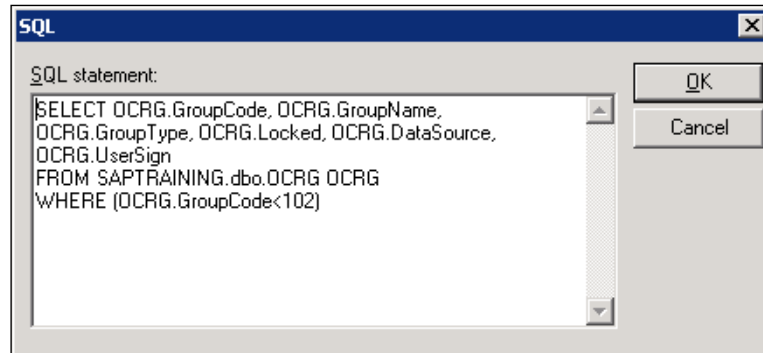 SQL
SQL statement:
OK
SELECT OCRG.GroupCode, OCRG.GroupName,
OCRG.GroupType, OCRG.Locked, OCRG.DataSource,
OCRG.UserSign
FROM SAPTRAINING.dbo.OCRG OCRG
WHERE (OCRG.GroupCode<102)
Cancel